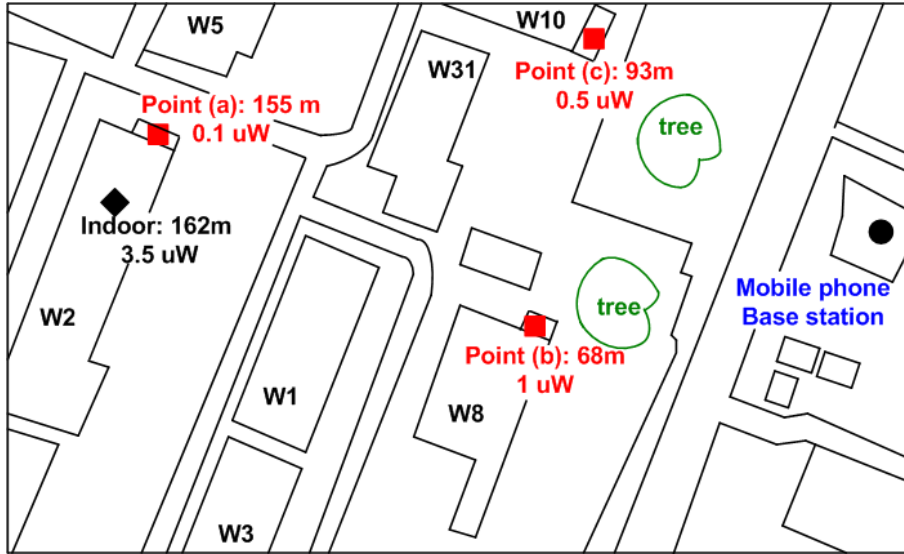 W5
W10
W31
Point (c): 93m
0.5 uW
Point (a): 155 m
0.1 uW
tree
Indoor: 162m
3.5 uW
Mobile phone
Base station
tree
W2
Point (b): 68m
1 uW
W1
W8
W3